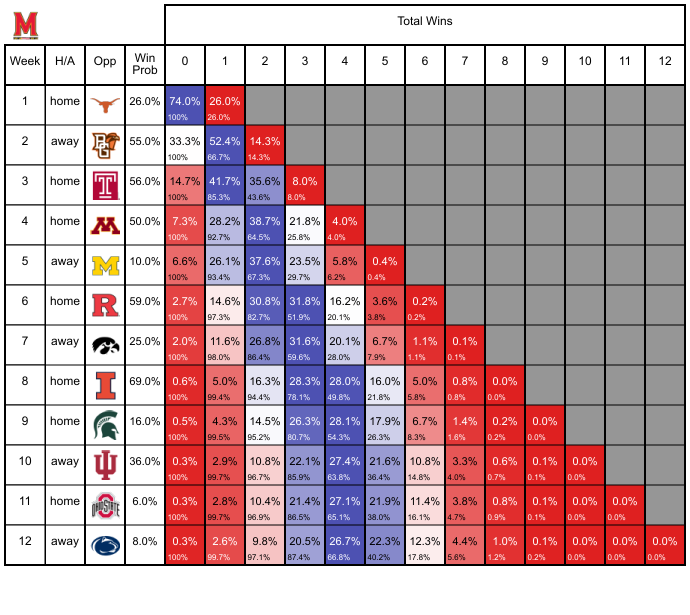 M
Total Wins
Week H/A Opp Win Prob 0 1 2 3 4 5 6 7 8 9 10 11 12
1 home 26.0% 74.0% 26.0%
100% 26.0%
2 away BG 55.0% 33.3% 52.4% 14.3%
100% 66.7% 14.3%
3 home T 56.0% 14.7% 41.7% 35.6% 8.0%
100% 85.3% 43.6% 8.0%
4 home M 50.0% 7.3% 28.2% 38.7% 21.8% 4.0%
100% 92.7% 64.5% 25.8% 4.0%
5 away M 10.0% 6.6% 26.1% 37.6% 23.5% 5.8% 0.4%
100% 93.4% 67.3% 29.7% 6.2% 0.4%
6 home R 59.0% 2.7% 14.6% 30.8% 31.8% 16.2% 3.6% 0.2%
100% 97.3% 82.7% 51.9% 20.1% 3.8% 0.2%
7 away 25.0% 2.0% 11.6% 26.8% 31.6% 20.1% 6.7% 1.1% 0.1%
100% 98.0% 86.4% 59.6% 28.0% 7.9% 1.1% 0.1%
8 home I 69.0% 0.6% 5.0% 16.3% 28.3% 28.0% 16.0% 5.0% 0.8% 0.0%
100% 99.4% 94.4% 78.1% 49.8% 21.8% 5.8% 0.8% 0.0%
9 home 16.0% 0.5% 4.3% 14.5% 26.3% 28.1% 17.9% 6.7% 1.4% 0.2% 0.0%
100% 99.5% 95.2% 80.7% 54.3% 26.3% 8.3% 1.6% 0.2% 0.0%
10 away IU 36.0% 0.3% 2.9% 10.8% 22.1% 27.4% 21.6% 10.8% 3.3% 0.6% 0.1% 0.0%
100% 99.7% 96.7% 85.9% 63.8% 36.4% 14.8% 4.0% 0.7% 0.1% 0.0%
11 home OHIO STATE 6.0% 0.3% 2.8% 10.4% 21.4% 27.1% 21.9% 11.4% 3.8% 0.8% 0.1% 0.0% 0.0%
100% 99.7% 96.9% 86.5% 65.1% 38.0% 16.1% 4.7% 0.9% 0.1% 0.0% 0.0%
12 away 8.0% 0.3% 2.6% 9.8% 20.5% 26.7% 22.3% 12.3% 4.4% 1.0% 0.1% 0.0% 0.0% 0.0%
100% 99.7% 97.1% 87.4% 66.8% 40.2% 17.8% 5.6% 1.2% 0.2% 0.0% 0.0% 0.0%